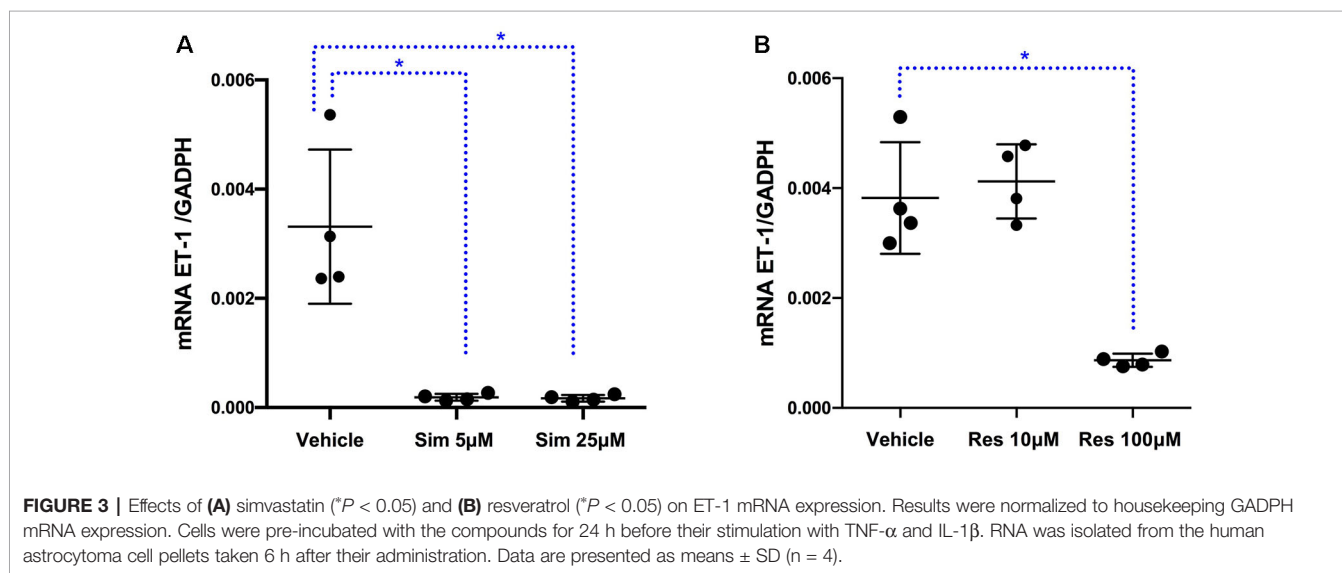 A
*
*
0.006
0.004
0.002
0.000
mRNA ET-1 /GADPH
Vehicle Sim 5µM Sim 25µM
B
*
0.006
0.004
0.002
0.000
mRNA ET-1/GADPH
Vehicle Res 10µM Res 100µM
FIGURE 3 | Effects of (A) simvastatin (*P < 0.05) and (B) resveratrol (*P < 0.05) on ET-1 mRNA expression. Results were normalized to housekeeping GADPH
mRNA expression. Cells were pre-incubated with the compounds for 24 h before their stimulation with TNF-α and IL-1β. RNA was isolated from the human
astrocytoma cell pellets taken 6 h after their administration. Data are presented as means ± SD (n = 4).